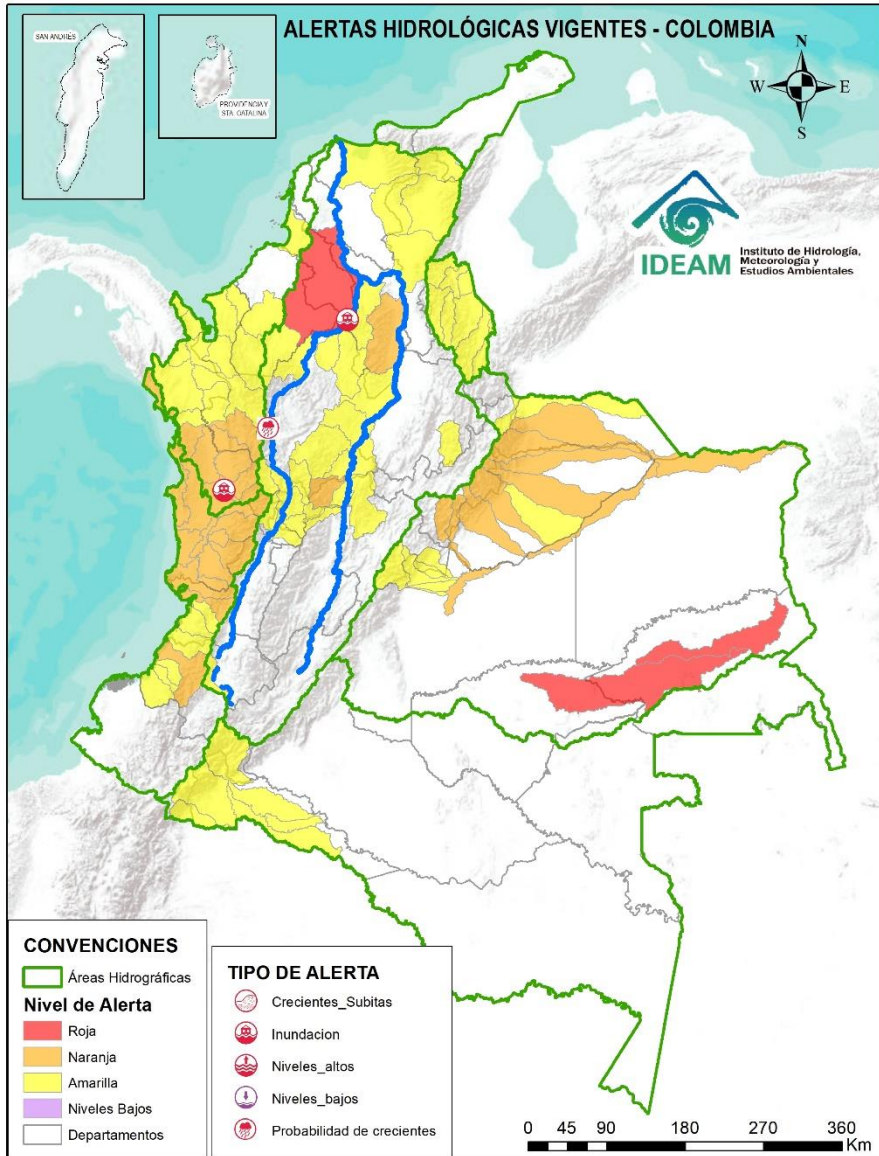 ALERTAS HIDROLÓGICAS VIGENTES - COLOMBIA
SAN ANDRÉS
PROVIDENCIA Y
STA. CATALINA
N
W
E
S
IDEAM
Instituto de Hidrología,
Meteorología y
Estudios Ambientales
CONVENCIONES
Áreas Hidrográficas
Nivel de Alerta
Roja
Naranja
Amarilla
Niveles Bajos
Departamentos
TIPO DE ALERTA
Crecientes_Subitas
Inundacion
Niveles_altos
Niveles_bajos
Probabilidad de crecientes
0 45 90 180 270 360
Km